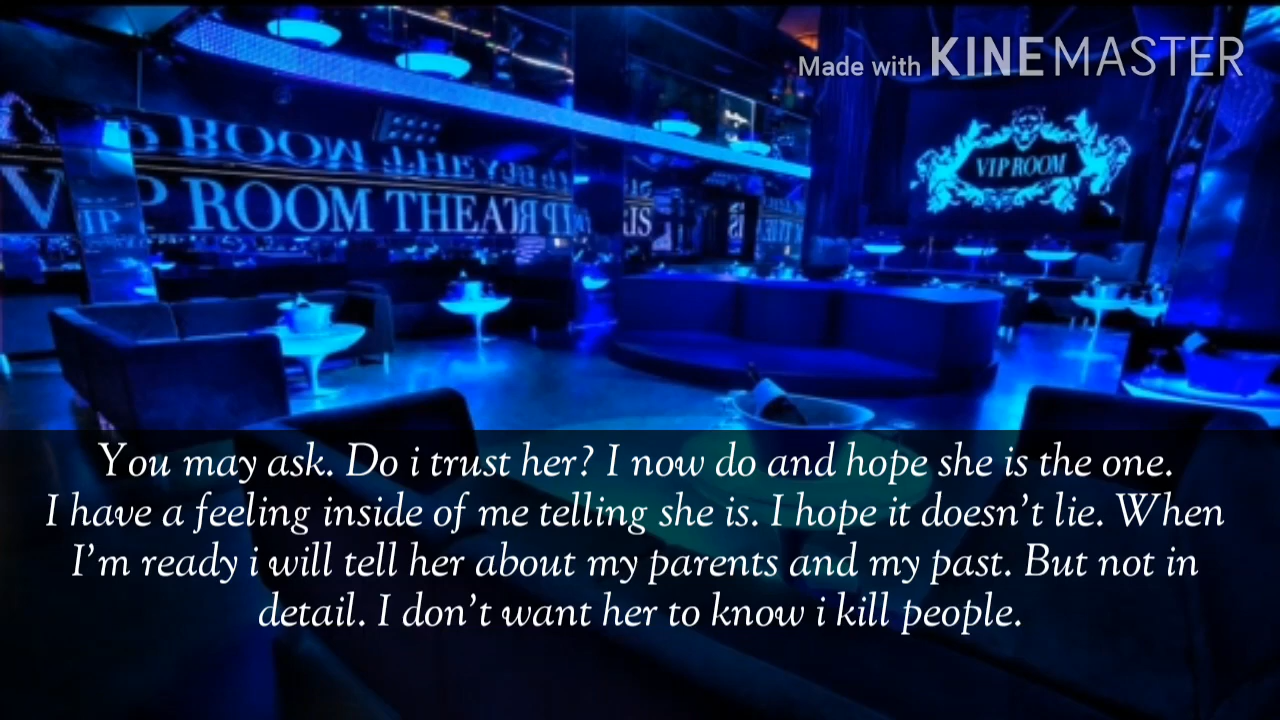 Made with KINEMASTER
VIP ROOM
P ROOM THEA
VIP
You may ask. Do i trust her? I now do and hope she is the one.
I have a feeling inside of me telling she is. I hope it doesn't lie. When
I'm ready i will tell her about my parents and my past. But not in
detail. I don't want her to know i kill people.